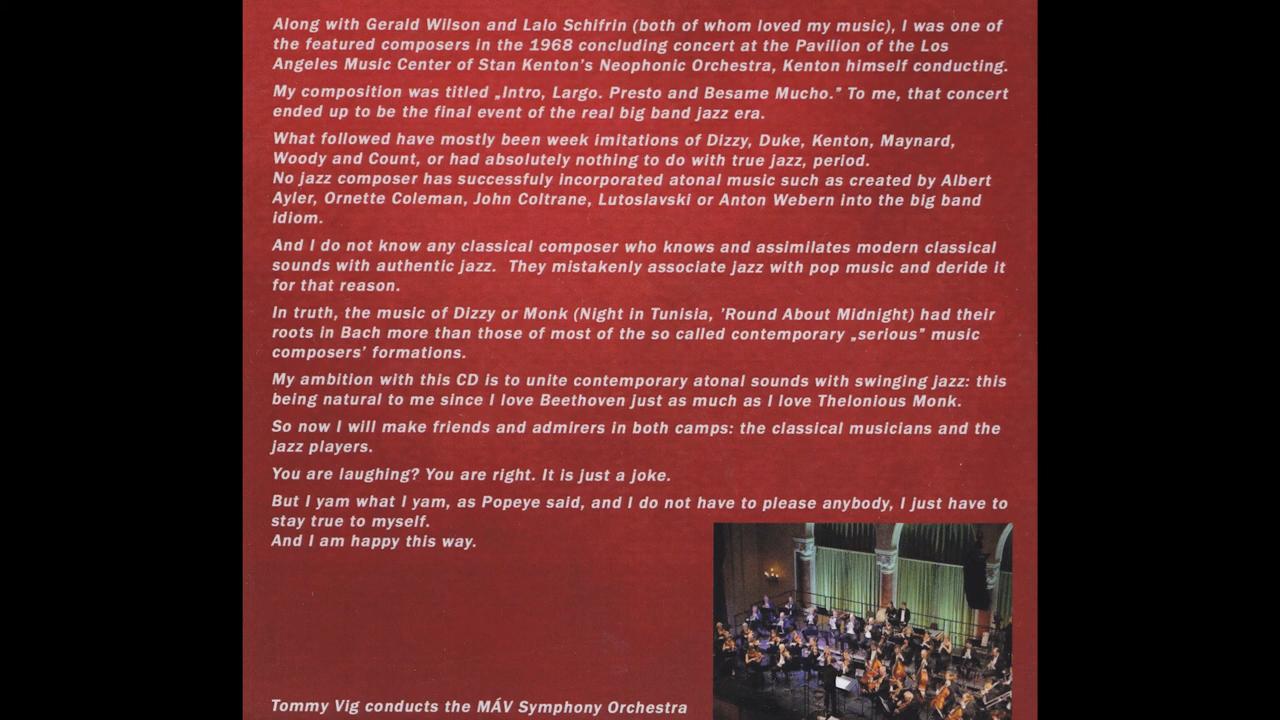 Along with Gerald Wilson and Lalo Schifrin (both of whom loved my music), I was one of
the featured composers in the 1968 concluding concert at the Pavilion of the Los
Angeles Music Center of Stan Kenton's Neophonic Orchestra, Kenton himself conducting.
My composition was titled „Intro, Largo. Presto and Besame Mucho.” To me, that concert
ended up to be the final event of the real big band jazz era.
What followed have mostly been week imitations of Dizzy, Duke, Kenton, Maynard,
Woody and Count, or had absolutely nothing to do with true jazz, period.
No jazz composer has successfuly incorporated atonal music such as created by Albert
Ayler, Ornette Coleman, John Coltrane, Lutoslavski or Anton Webern into the big band
idiom.
And I do not know any classical composer who knows and assimilates modern classical
sounds with authentic jazz.  They mistakenly associate jazz with pop music and deride it
for that reason.
In truth, the music of Dizzy or Monk (Night in Tunisia, ’Round About Midnight) had their
roots in Bach more than those of most of the so called contemporary „serious” music
composers’ formations.
My ambition with this CD is to unite contemporary atonal sounds with swinging jazz: this
being natural to me since I love Beethoven just as much as I love Thelonious Monk.
So now I will make friends and admirers in both camps: the classical musicians and the
jazz players.
You are laughing? You are right. It is just a joke.
But I yam what I yam, as Popeye said, and I do not have to please anybody, I just have to
stay true to myself.
And I am happy this way.
Tommy Vig conducts the MÁV Symphony Orchestra